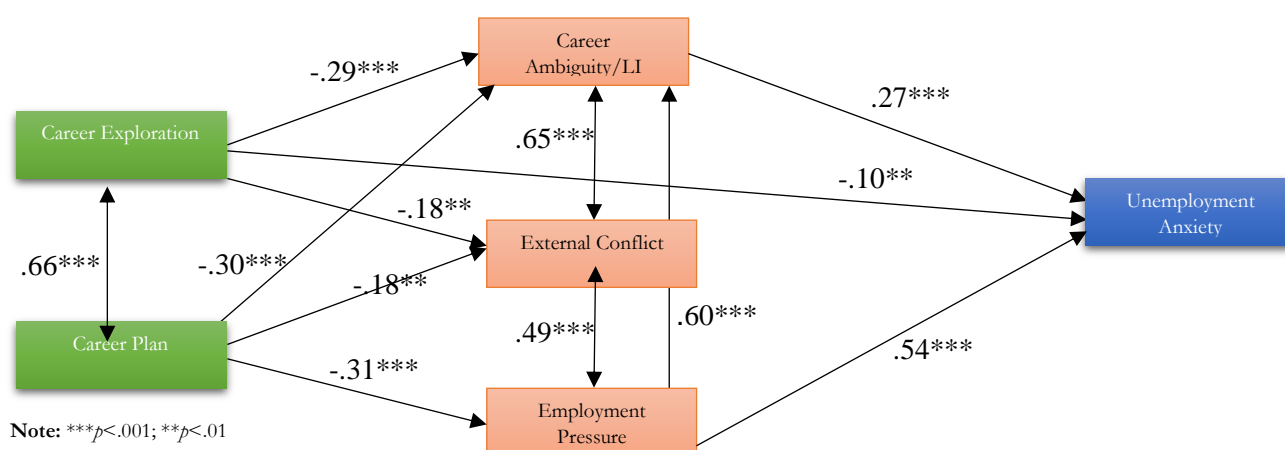 Career
Ambiguity/LI
-.29***
.27***
Career Exploration
.65***
-.10**
-.18**
Unemployment
Anxiety
External Conflict
.66***
-.30***
-.18**
Career Plan
.49***
.60***
.54***
-.31***
Employment
Pressure
Note: ***p<.001; **p<.01